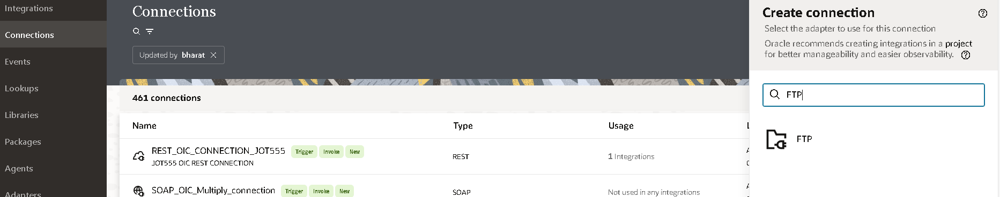 Integrations
Connections
Events
Lookups
Libraries
Packages
Agents
Adapters
Connections
Updated by bharat
461 connections
Name Type Usage
REST_OIC_CONNECTION_JOT555 Trigger Invoke New REST 1 Integrations
JOT555 OIC REST CONNECTION
SOAP_OIC_Multiply_connection Trigger Invoke New SOAP Not used in any integrations
Create connection
Select the adapter to use for this connection
Oracle recommends creating integrations in a project
for better manageability and easier observability.
FTP
FTP